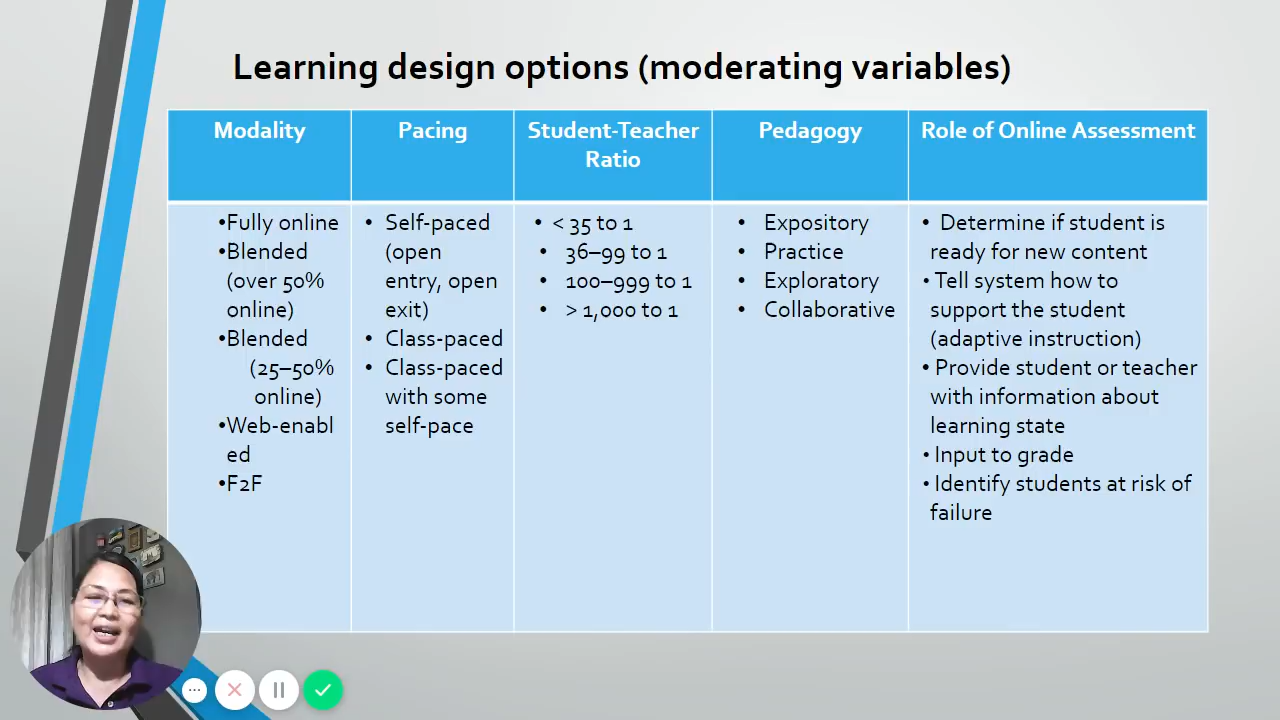 Learning design options (moderating variables)
Modality
Pacing
Student-Teacher
Ratio
Pedagogy
Role of Online Assessment
•Fully online
•Blended
(over 50%
online)
•Blended
(25–50%
online)
•Web-enabl
ed
•F2F
• Self-paced
(open
entry, open
exit)
• Class-paced
• Class-paced
with some
self-pace
• < 35 to 1
• 36–99 to 1
• 100–999 to 1
• > 1,000 to 1
• Expository
• Practice
• Exploratory
• Collaborative
• Determine if student is
ready for new content
• Tell system how to
support the student
(adaptive instruction)
• Provide student or teacher
with information about
learning state
• Input to grade
• Identify students at risk of
failure